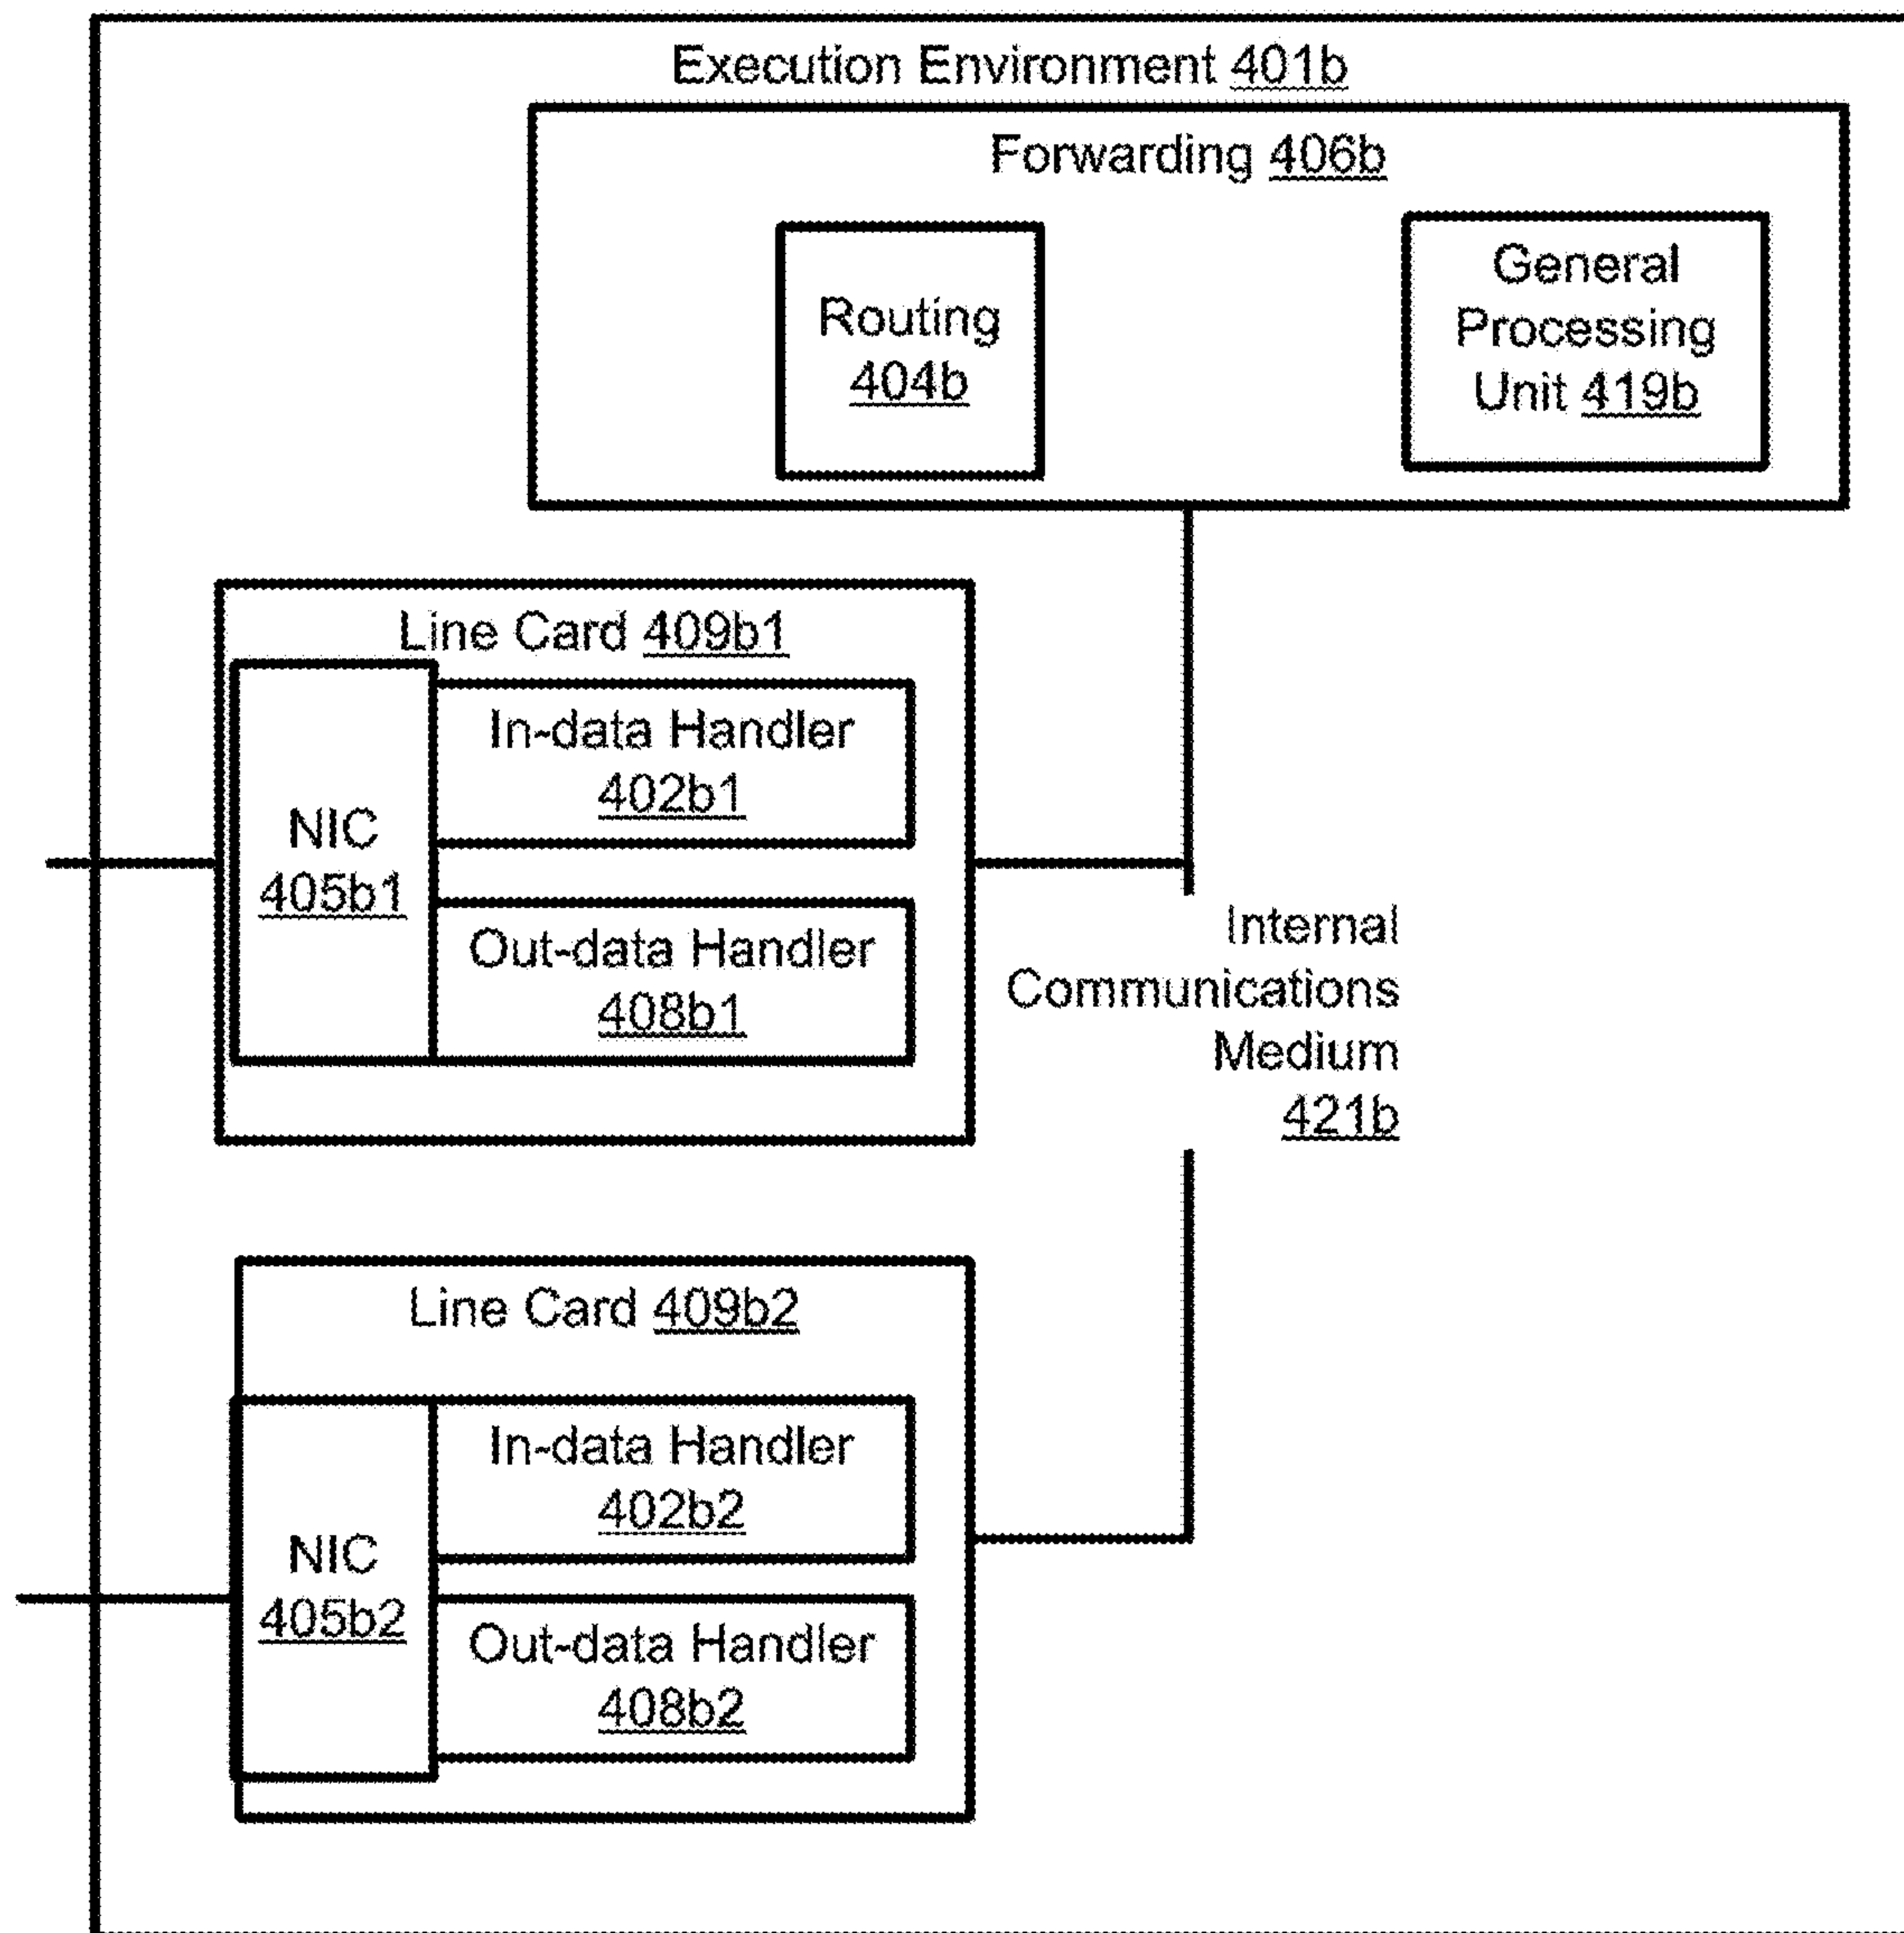 Execution Environment 401b
Forwarding 406b
Routing
404b
General
Processing
Unit 419b
Line Card 409b1
In-data Handler
402b1
NIC
405b1
Out-data Handler
408b1
Internal
Communications
Medium
421b
Line Card 409b2
In-data Handler
402b2
NIC
405b2
Out-data Handler
408b2